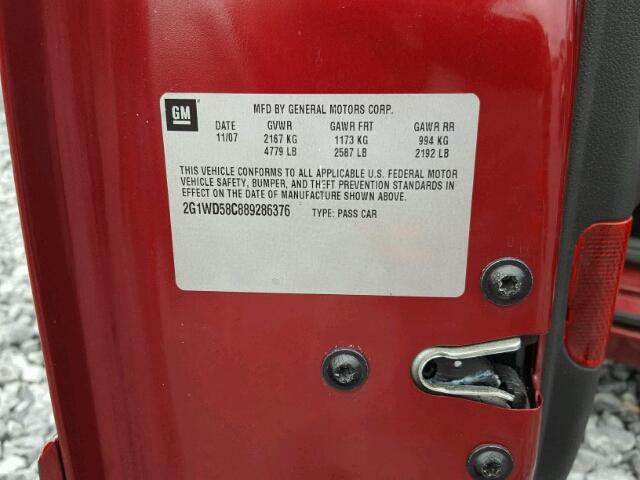 GM
MFD BY GENERAL MOTORS CORP.
DATE GVWR GAWR FRT GAWR RR
11/07 2167 KG 1173 KG 994 KG
4779 LB 2587 LB 2192 LB
THIS VEHICLE CONFORMS TO ALL APPLICABLE U.S. FEDERAL MOTOR
VEHICLE SAFETY, BUMPER, AND THEFT PREVENTION STANDARDS IN
EFFECT ON THE DATE OF MANUFACTURE SHOWN ABOVE.
2G1WD58C889286376 TYPE: PASS CAR